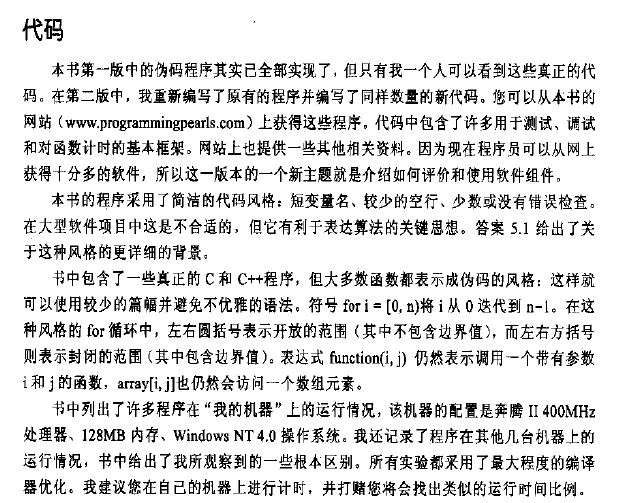 代码
本书第一版中的伪码程序其实已全部实现了，但只有我一个人可以看到这些真正的代
码。在第二版中，我重新编写了原有的程序并编写了同样数量的新代码。您可以从本书的
网站（www.programmingpearls.com）上获得这些程序。代码中包含了许多用于测试、调试
和对函数计时的基本框架。网站上也提供一些其他相关资料。因为现在程序员可以从网上
获得十分多的软件，所以这一版本的一个新主题就是介绍如何评价和使用软件组件。
本书的程序采用了简洁的代码风格：短变量名、较少的空行、少数或没有错误检查。
在大型软件项目中这是不合适的，但它有利于表达算法的关键思想。答案 5.1 给出了关
于这种风格的更详细的背景。
书中包含了一些真正的 C 和 C++程序，但大多数函数都表示成伪码的风格：这样就
可以使用较少的篇幅并避免不优雅的语法。符号 for i = [0, n)将 i 从 0 迭代到 n-1。在这
种风格的 for 循环中，左右圆括号表示开放的范围（其中不包含边界值），而左右方括号
则表示封闭的范围（其中包含边界值）。表达式 function(i, j) 仍然表示调用一个带有参数
i 和 j 的函数，array[i, j]也仍然会访问一个数组元素。
书中列出了许多程序在“我的机器”上的运行情况，该机器的配置是奔腾 II 400MHz
处理器、128MB 内存、Windows NT 4.0 操作系统。我还记录了程序在其他几台机器上的
运行情况，书中给出了我所观察到的一些根本区别。所有实验都采用了最大程度的编译
器优化。我建议您在自己的机器上进行计时，并打赌您将会找出类似的运行时间比例。